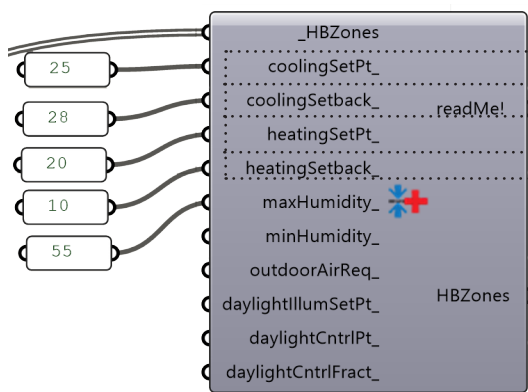 _HBZones
25
coolingSetPt_
28
coolingSetback_
readMe!
20
heatingSetPt_
10
heatingSetback_
55
maxHumidity_
minHumidity_
outdoorAirReq_
daylightIllumSetPt_
HBZones
daylightCntrlPt_
daylightCntrlFract_